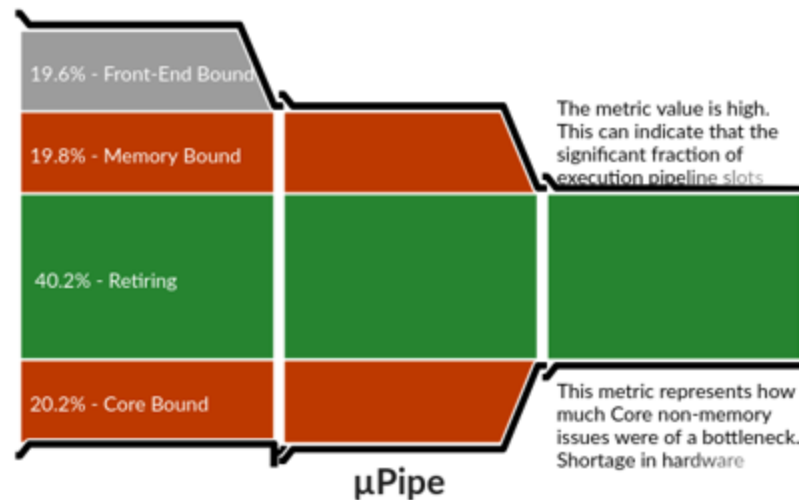 19.6% - Front-End Bound
19.8% - Memory Bound
40.2% - Retiring
20.2% - Core Bound
The metric value is high.
This can indicate that the
significant fraction of
execution pipeline slots
This metric represents how
much Core non-memory
issues were of a bottleneck.
Shortage in hardware
µPipe